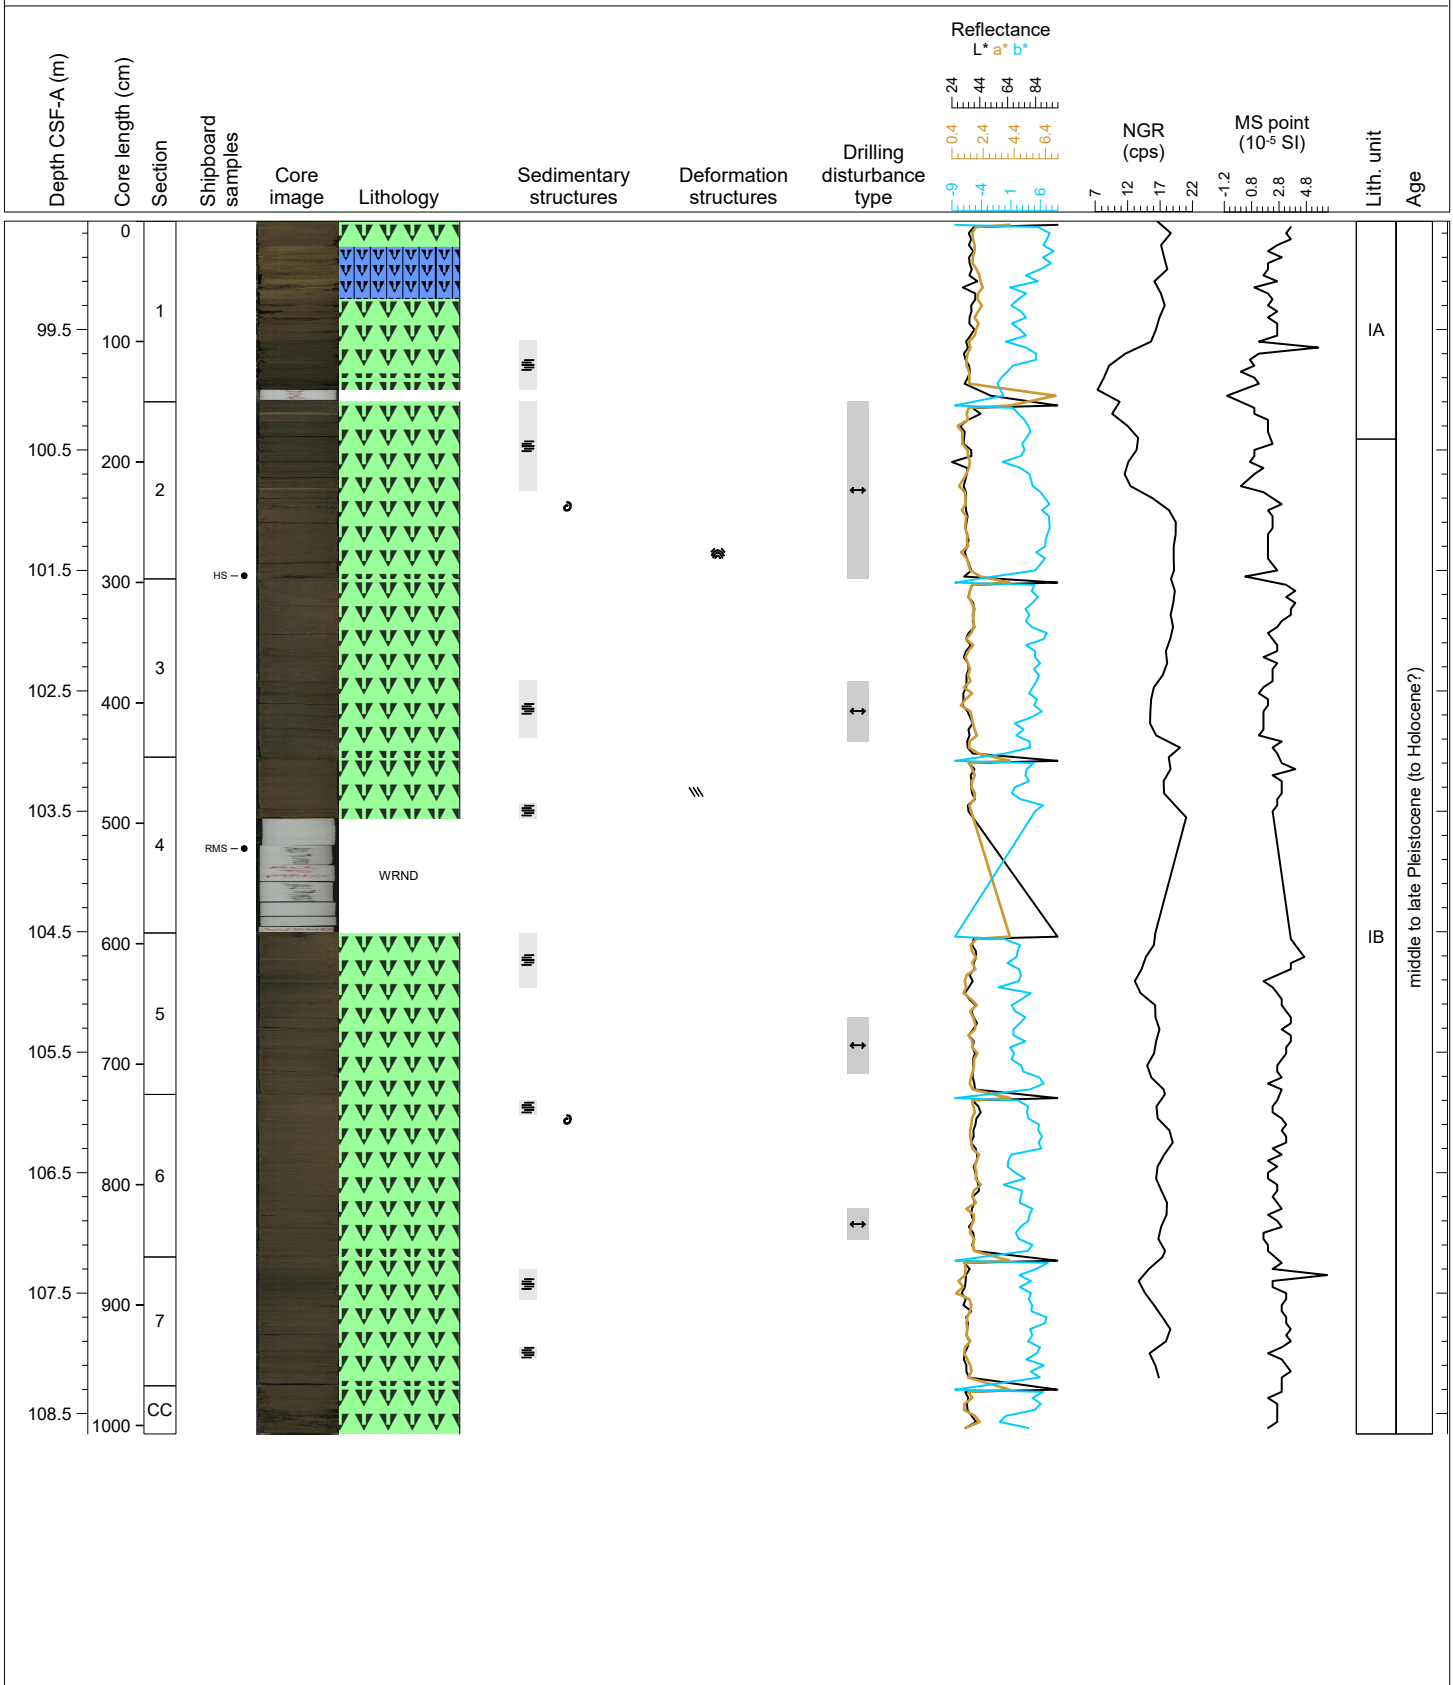 Reflectance
L* a* b*
24 44 64 84
0.4 2.4 4.4 6.4
-9 -4 1 6
Depth CSF-A (m)
Core length (cm)
Section
Shipboard samples
Core image
Lithology
Sedimentary structures
Deformation structures
Drilling disturbance type
NGR (cps)
7 12 17 22
MS point (10⁻⁵ SI)
-1.2 0.8 2.8 4.8
Lith. unit
Age
0
1
99.5
IA
100
100.5
200
2
HS
101.5
300
3
102.5
400
middle to late Pleistocene (to Holocene?)
103.5
500
4
RMS
WRND
104.5
600
IB
5
105.5
700
106.5
6
800
107.5
900
7
CC
108.5
1000